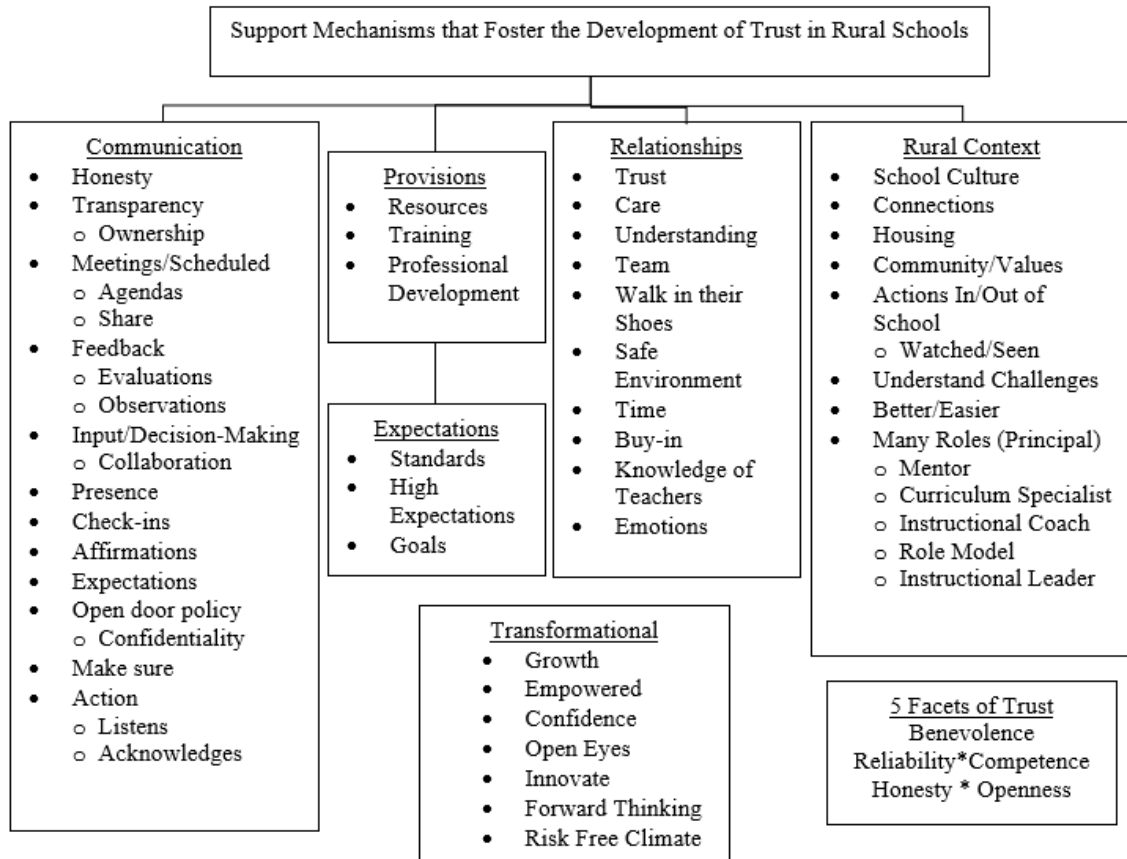 Support Mechanisms that Foster the Development of Trust in Rural Schools
Communication
• Honesty
• Transparency
o Ownership
• Meetings/Scheduled
o Agendas
o Share
• Feedback
o Evaluations
o Observations
• Input/Decision-Making
o Collaboration
• Presence
• Check-ins
• Affirmations
• Expectations
• Open door policy
o Confidentiality
• Make sure
• Action
o Listens
o Acknowledges
Provisions
• Resources
• Training
• Professional
Development
Expectations
• Standards
• High
Expectations
• Goals
Relationships
• Trust
• Care
• Understanding
• Team
• Walk in their
Shoes
• Safe
Environment
• Time
• Buy-in
• Knowledge of
Teachers
• Emotions
Rural Context
• School Culture
• Connections
• Housing
• Community/Values
• Actions In/Out of
School
o Watched/Seen
• Understand Challenges
• Better/Easier
• Many Roles (Principal)
o Mentor
o Curriculum Specialist
o Instructional Coach
o Role Model
o Instructional Leader
Transformational
• Growth
• Empowered
• Confidence
• Open Eyes
• Innovate
• Forward Thinking
• Risk Free Climate
5 Facets of Trust
Benevolence
Reliability*Competence
Honesty * Openness